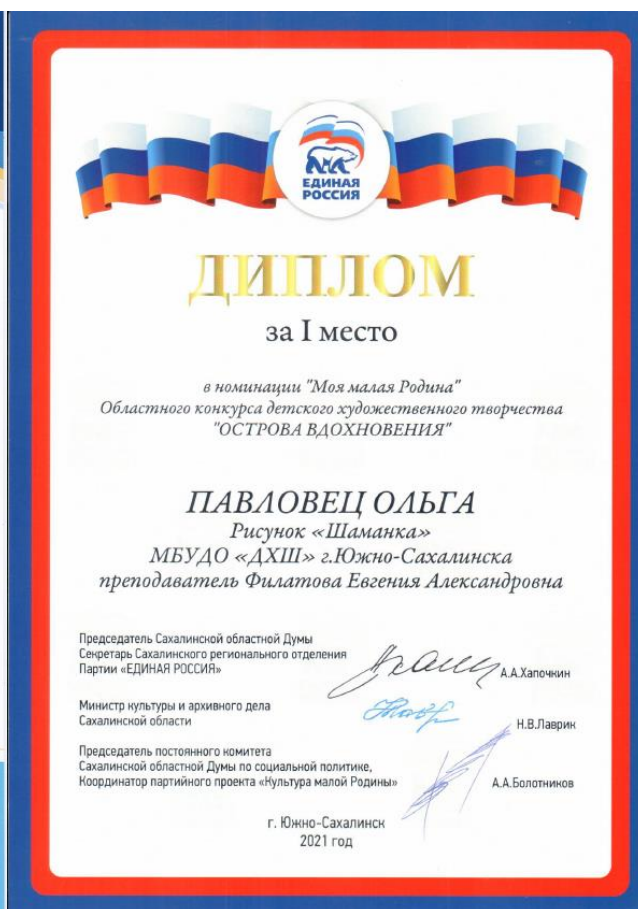 ЕДИНАЯ
РОССИЯ
ДИПЛОМ
за I место
в номинации "Моя малая Родина"
Областного конкурса детского художественного творчества
"ОСТРОВА ВДОХНОВЕНИЯ"
ПАВЛОВЕЦ ОЛЬГА
Рисунок «Шаманка»
МБУДО «ДХШ» г.Южно-Сахалинска
преподаватель Филатова Евгения Александровна
Председатель Сахалинской областной Думы
Секретарь Сахалинского регионального отделения
Партии «ЕДИНАЯ РОССИЯ»
А.А.Хапочкин
Министр культуры и архивного дела
Сахалинской области
Н.В.Лаврик
Председатель постоянного комитета
Сахалинской областной Думы по социальной политике,
Координатор партийного проекта «Культура малой Родины»
А.А.Болотников
г. Южно-Сахалинск
2021 год